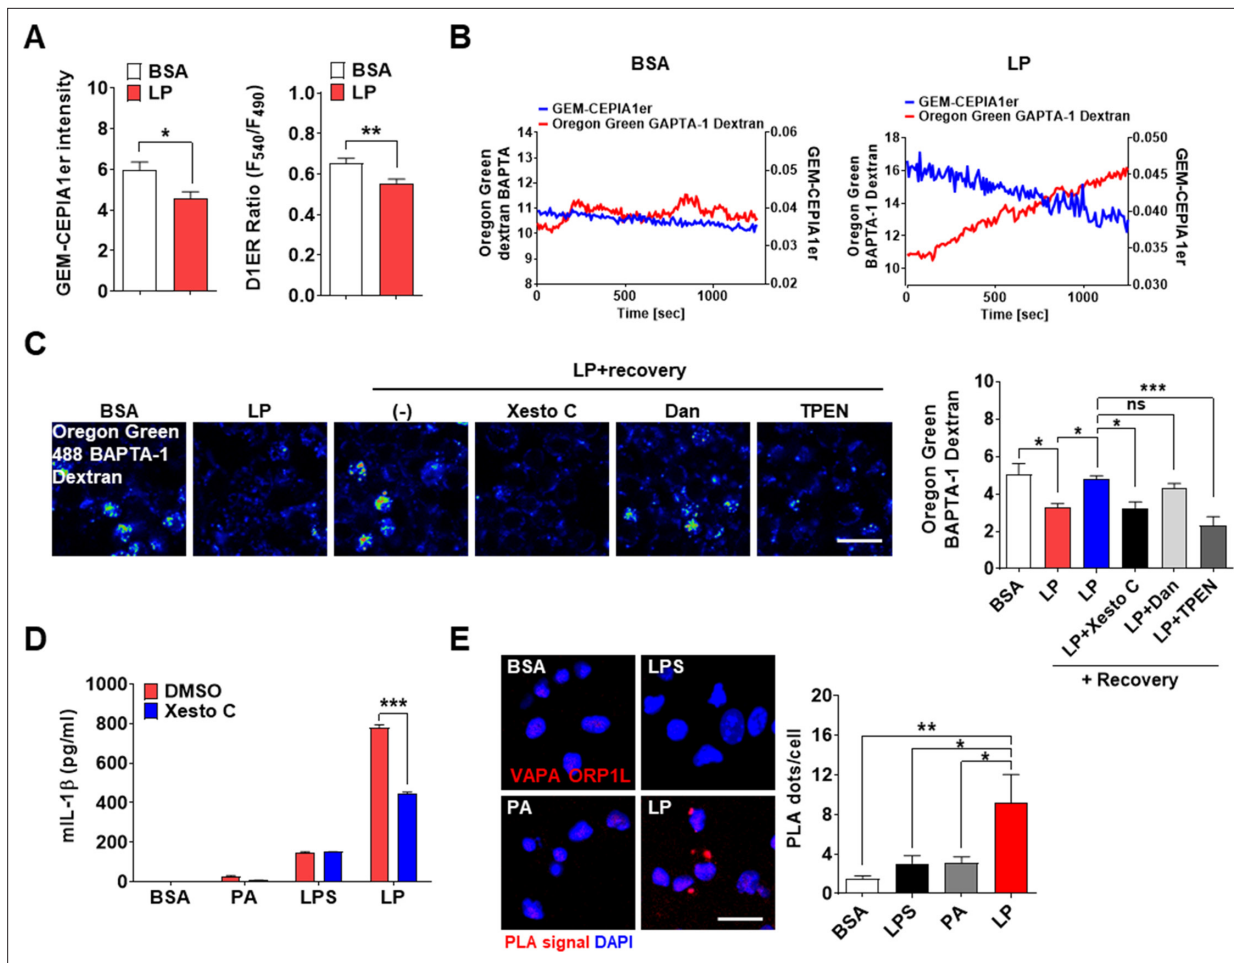 A
BSA
LP
GEM-CEPIA1er intensity
10
8
6
4
2
0
*
BSA
LP
D1ER Ratio (F540/F490)
1.0
0.8
0.6
0.4
0.2
0.0
**
B
BSA
GEM-CEPIA1er
Oregon Green GAPTA-1 Dextran
Oregon Green
dextran BAPTA
14
13
12
11
10
9
8
0.06
0.05
0.04
0.03
0.02
GEM-CEPIA1er
0
500
1000
Time [sec]
LP
GEM-CEPIA1er
Oregon Green GAPTA-1 Dextran
Oregon Green
BAPTA-1 Dextran
18
16
14
12
10
0.050
0.045
0.040
0.034
0.030
GEM-CEPIA1er
0
500
1000
Time [sec]
C
LP+recovery
BSA
LP
(-)
Xesto C
Dan
TPEN
Oregon Green
488 BAPTA-1
Dextran
Oregon Green
BAPTA-1 Dextran
10
8
6
4
2
0
***
ns
*
*
*
BSA
LP
LP
LP+Xesto C
LP+Dan
LP+TPEN
+ Recovery
D
DMSO
Xesto C
mIL-1β (pg/ml)
1000
800
600
400
200
0
***
BSA
PA
LPS
LP
E
BSA
LPS
VAPA ORP1L
PA
LP
PLA signal DAPI
PLA dots/cell
20
16
12
8
4
0
**
*
*
BSA
LPS
PA
LP